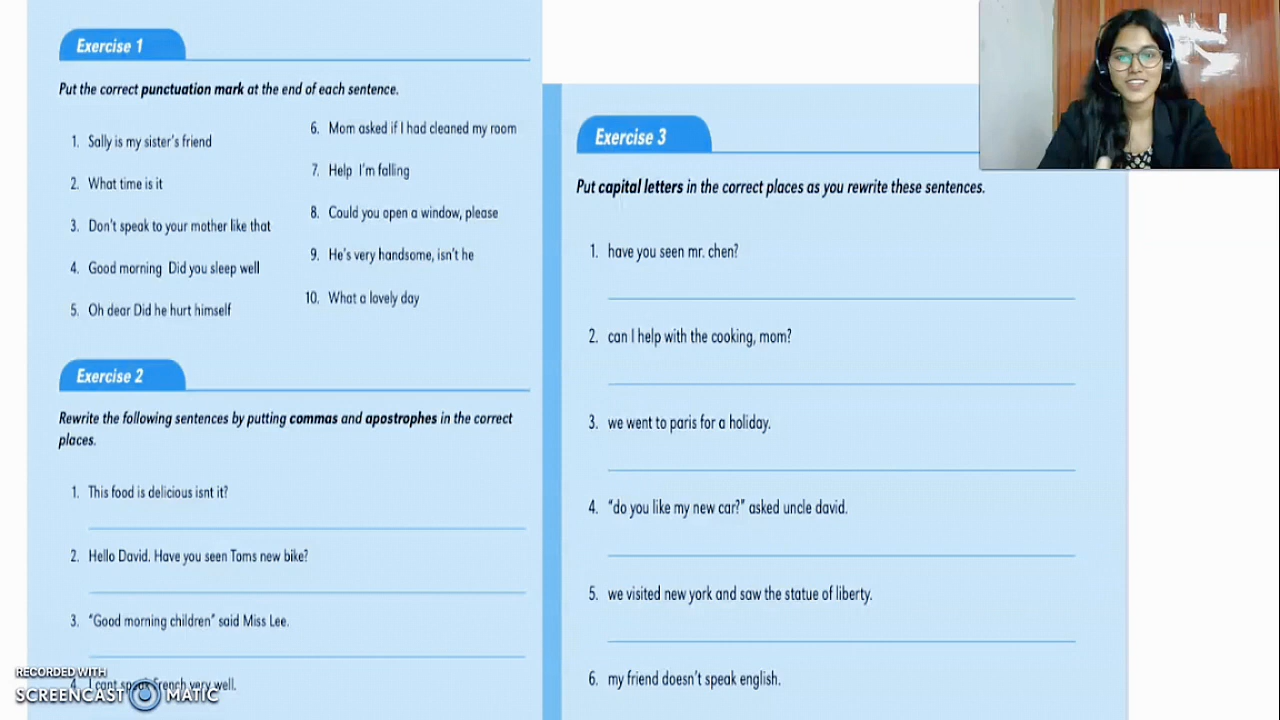 Exercise 1
Put the correct punctuation mark at the end of each sentence.
1. Sally is my sister's friend
2. What time is it
3. Don't speak to your mother like that
4. Good morning Did you sleep well
5. Oh dear Did he hurt himself
6. Mom asked if I had cleaned my room
7. Help I'm falling
8. Could you open a window, please
9. He's very handsome, isn't he
10. What a lovely day
Exercise 2
Rewrite the following sentences by putting commas and apostrophes in the correct
places.
1. This food is delicious isnt it?
2. Hello David. Have you seen Toms new bike?
3. "Good morning children" said Miss Lee.
4. I cant speak french very well.
Exercise 3
Put capital letters in the correct places as you rewrite these sentences.
1. have you seen mr. chen?
2. can I help with the cooking, mom?
3. we went to paris for a holiday.
4. "do you like my new car?" asked uncle david.
5. we visited new york and saw the statue of liberty.
6. my friend doesn't speak english.
RECORDED WITH
SCREENCAST MATIC